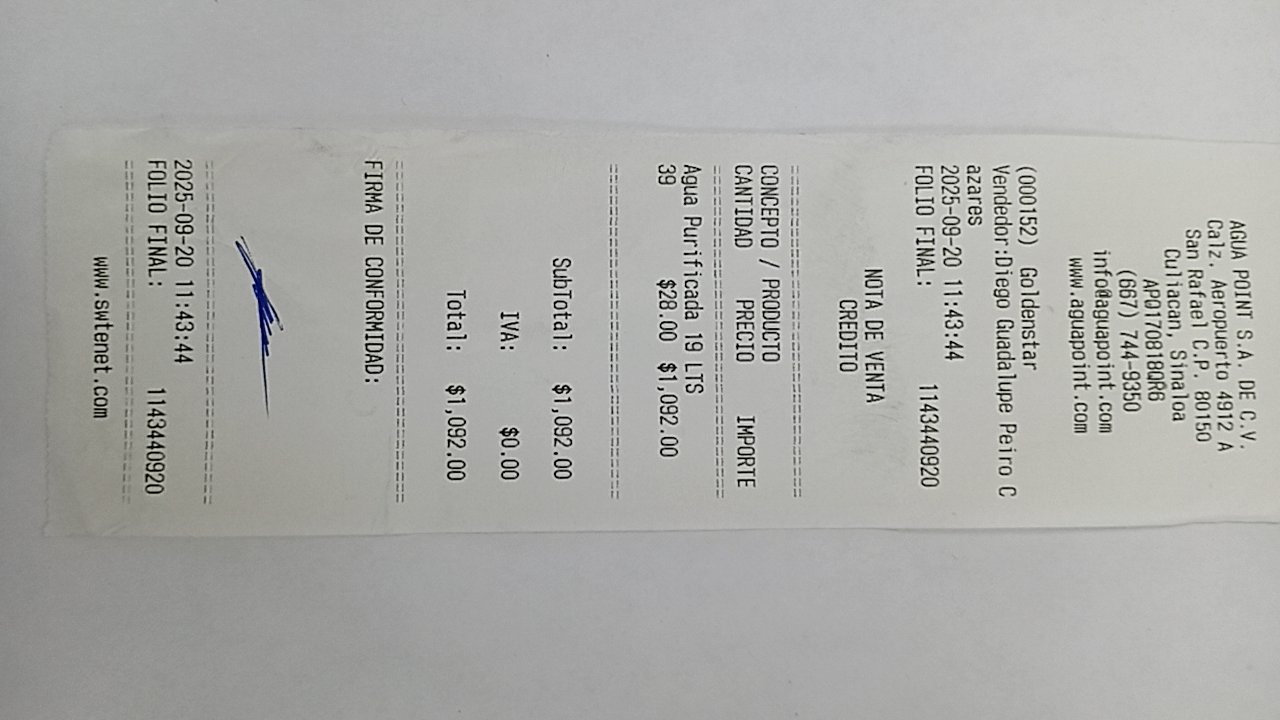 AGUA POINT S.A. DE C.V.
Calz. Aeropuerto 4912 A
San Rafael C.P. 80150
Culiacan, Sinaloa
APO170818QR6
(667) 744-9350
info@aguapoint.com
www.aguapoint.com
(000152) Goldenstar
Vendedor:Diego Guadalupe Peiro C
azares
2025-09-20 11:43:44
FOLIO FINAL: 1143440920
NOTA DE VENTA
CREDITO
================================
CONCEPTO / PRODUCTO
CANTIDAD PRECIO IMPORTE
================================
Agua Purificada 19 LTS
39 $28.00 $1,092.00
================================
SubTotal: $1,092.00
IVA: $0.00
Total: $1,092.00
================================
FIRMA DE CONFORMIDAD:
================================
2025-09-20 11:43:44
FOLIO FINAL: 1143440920
================================
www.swtenet.com